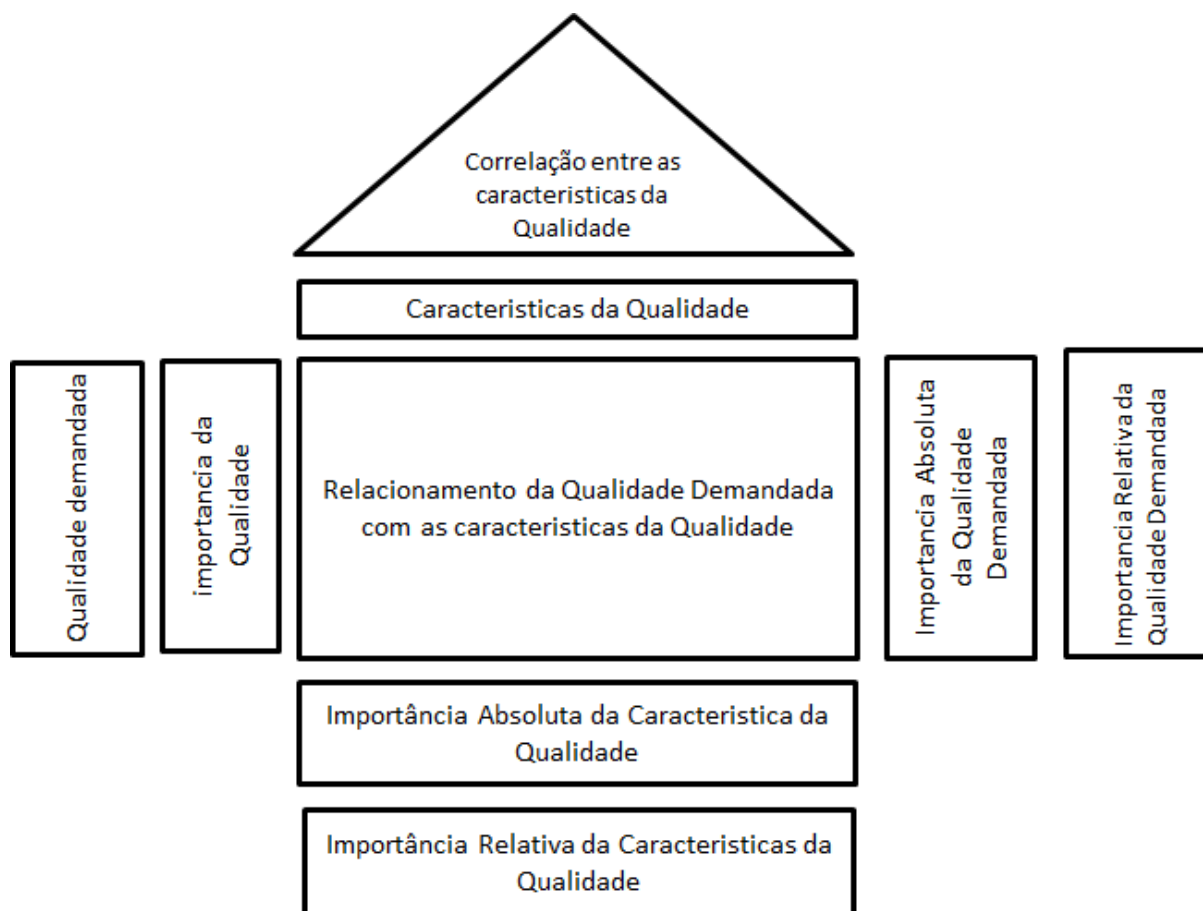 Correlação entre as
caracteristicas da
Qualidade
Caracteristicas da Qualidade
Qualidade demandada
importancia da
Qualidade
Relacionamento da Qualidade Demandada
com as caracteristicas da Qualidade
Importancia Absoluta
da Qualidade
Demandada
Importancia Relativa da
Qualidade Demandada
Importância Absoluta da Caracteristica da
Qualidade
Importância Relativa da Caracteristicas da
Qualidade